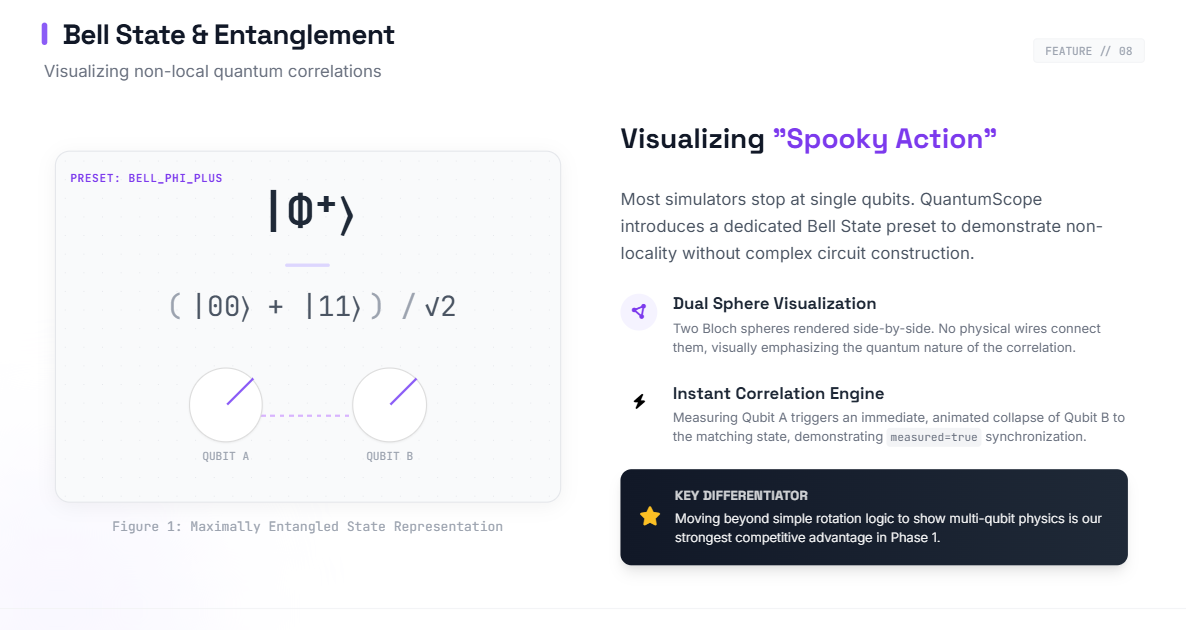 Bell State & Entanglement
Visualizing non-local quantum correlations
FEATURE // 08
PRESET: BELL_PHI_PLUS
|Φ⁺⟩
( |00⟩ + |11⟩ ) / √2
QUBIT A
QUBIT B
Figure 1: Maximally Entangled State Representation
Visualizing ”Spooky Action”
Most simulators stop at single qubits. QuantumScope
introduces a dedicated Bell State preset to demonstrate non-
locality without complex circuit construction.
Dual Sphere Visualization
Two Bloch spheres rendered side-by-side. No physical wires connect
them, visually emphasizing the quantum nature of the correlation.
Instant Correlation Engine
Measuring Qubit A triggers an immediate, animated collapse of Qubit B to
the matching state, demonstrating measured=true synchronization.
KEY DIFFERENTIATOR
Moving beyond simple rotation logic to show multi-qubit physics is our
strongest competitive advantage in Phase 1.